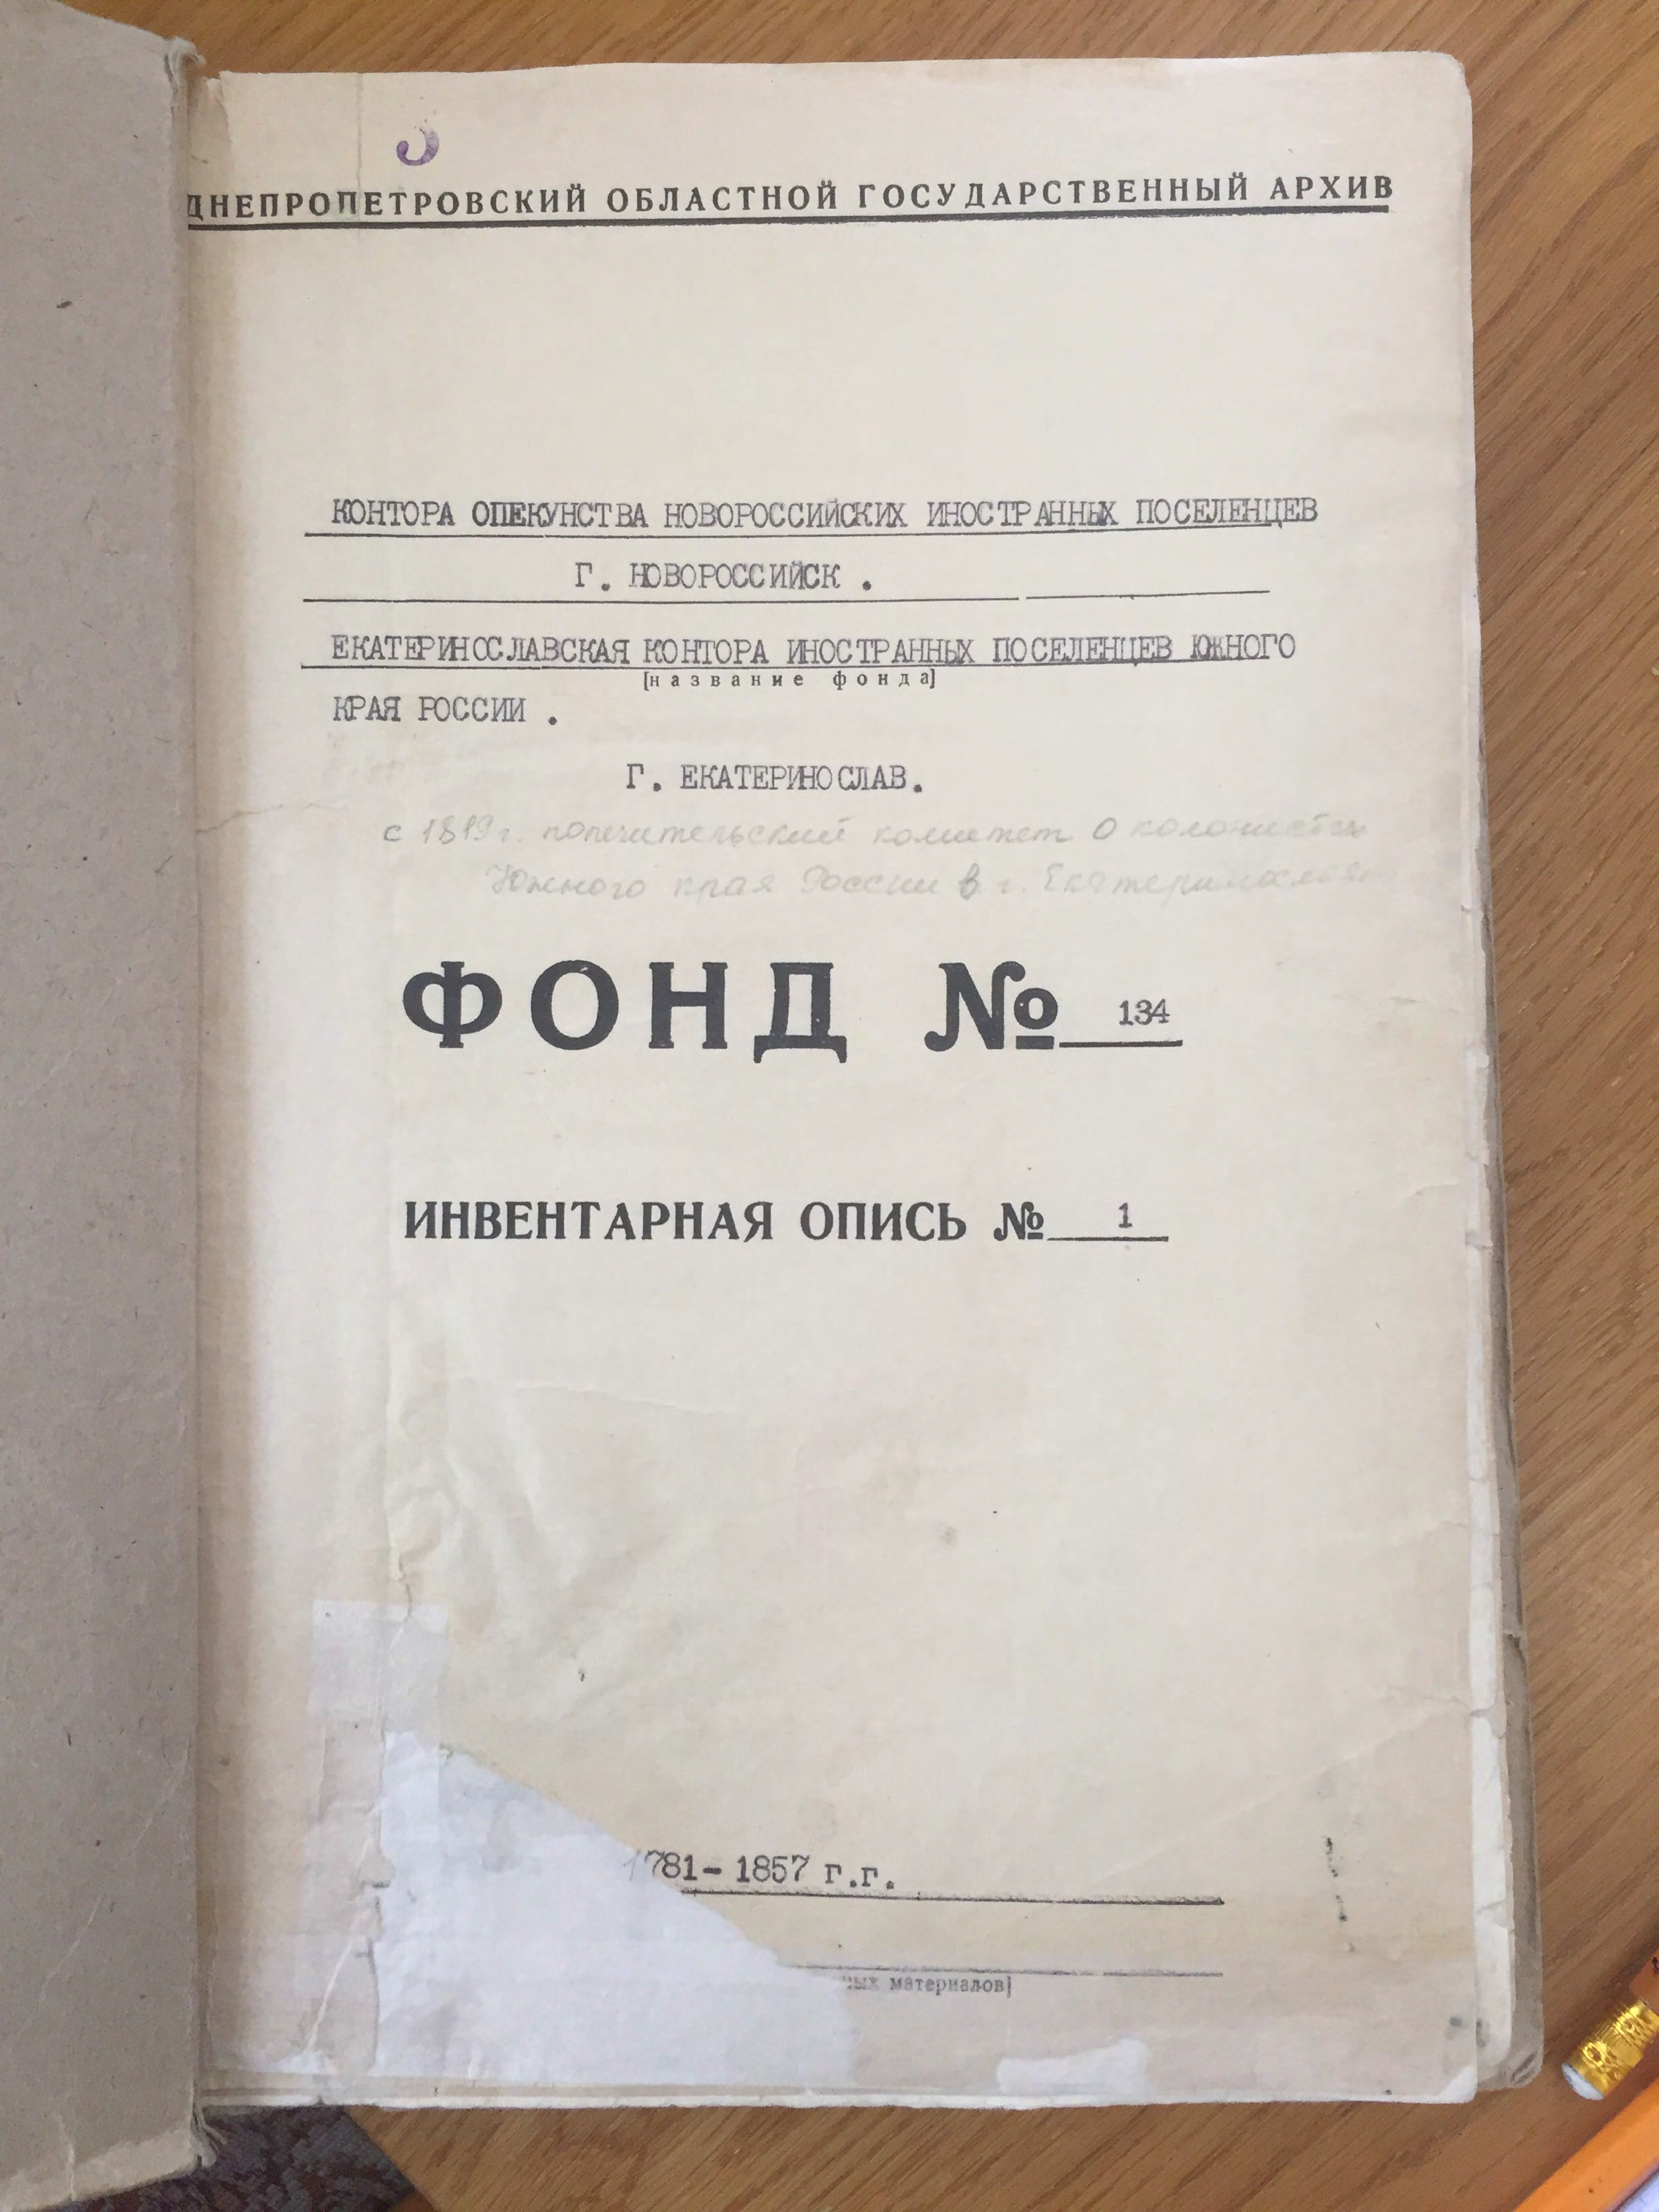 ДНЕПРОПЕТРОВСКИЙ ОБЛАСТНОЙ ГОСУДАРСТВЕННЫЙ АРХИВ
КОНТОРА ОПЕКУНСТВА НОВОРОССИЙСКИХ ИНОСТРАННЫХ ПОСЕЛЕНЦЕВ
Г. НОВОРОССИЙСК .
ЕКАТЕРИНОСЛАВСКАЯ КОНТОРА ИНОСТРАННЫХ ПОСЕЛЕНЦЕВ ЮЖНОГО
[название фонда]
КРАЯ РОССИИ .
Г. ЕКАТЕРИНОСЛАВ.
с 1819 г. попечительский комитет о колонистах
Южного края России в г. Екатеринославе
ФОНД № 134
ИНВЕНТАРНАЯ ОПИСЬ № 1
1781-1857 г.г.
материалов]